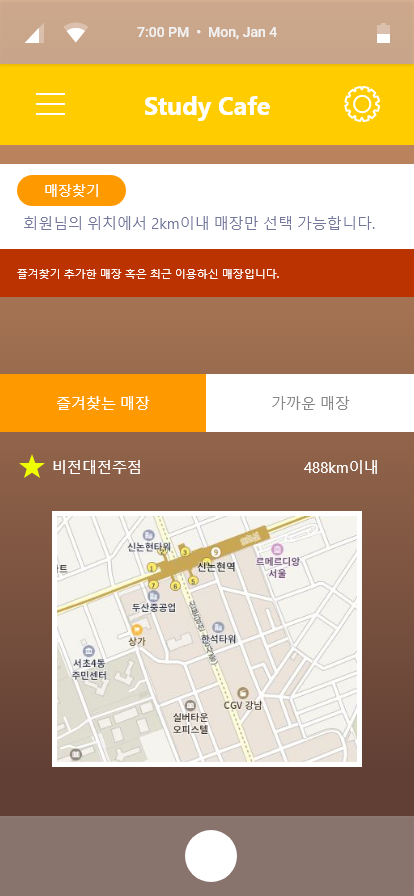 7:00 PM • Mon, Jan 4
Study Cafe
매장찾기
회원님의 위치에서 2km이내 매장만 선택 가능합니다.
즐겨찾기 추가한 매장 혹은 최근 이용하신 매장입니다.
즐겨찾는 매장
가까운 매장
비전대전주점
488km이내
신논현타워
3
9
신논현역
르메르디앙
서울
1
7
6
5
트
두산중공업
상가
한석타워
서초4동
주민센터
실버타운
오피스텔
CGV 강남